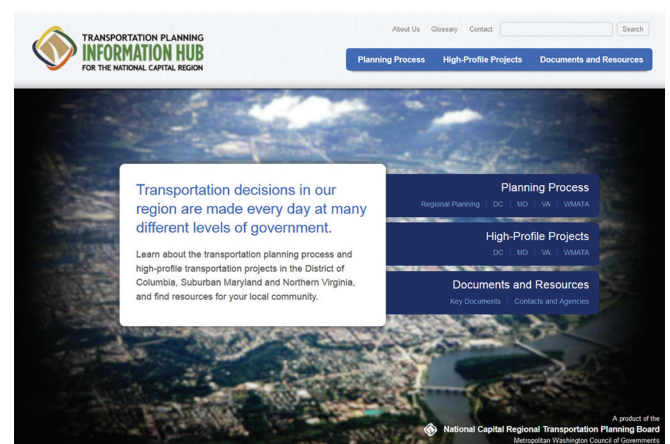 About Us Glossary Contact Search
TRANSPORTATION PLANNING
INFORMATION HUB
FOR THE NATIONAL CAPITAL REGION
Planning Process High-Profile Projects Documents and Resources
Transportation decisions in our
region are made every day at many
different levels of government.
Learn about the transportation planning process and
high-profile transportation projects in the District of
Columbia, Suburban Maryland and Northern Virginia,
and find resources for your local community.
Planning Process
Regional Planning | DC | MD | VA | WMATA
High-Profile Projects
DC | MD | VA | WMATA
Documents and Resources
Key Documents | Contacts and Agencies
A product of the
National Capital Regional Transportation Planning Board
Metropolitan Washington Council of Governments